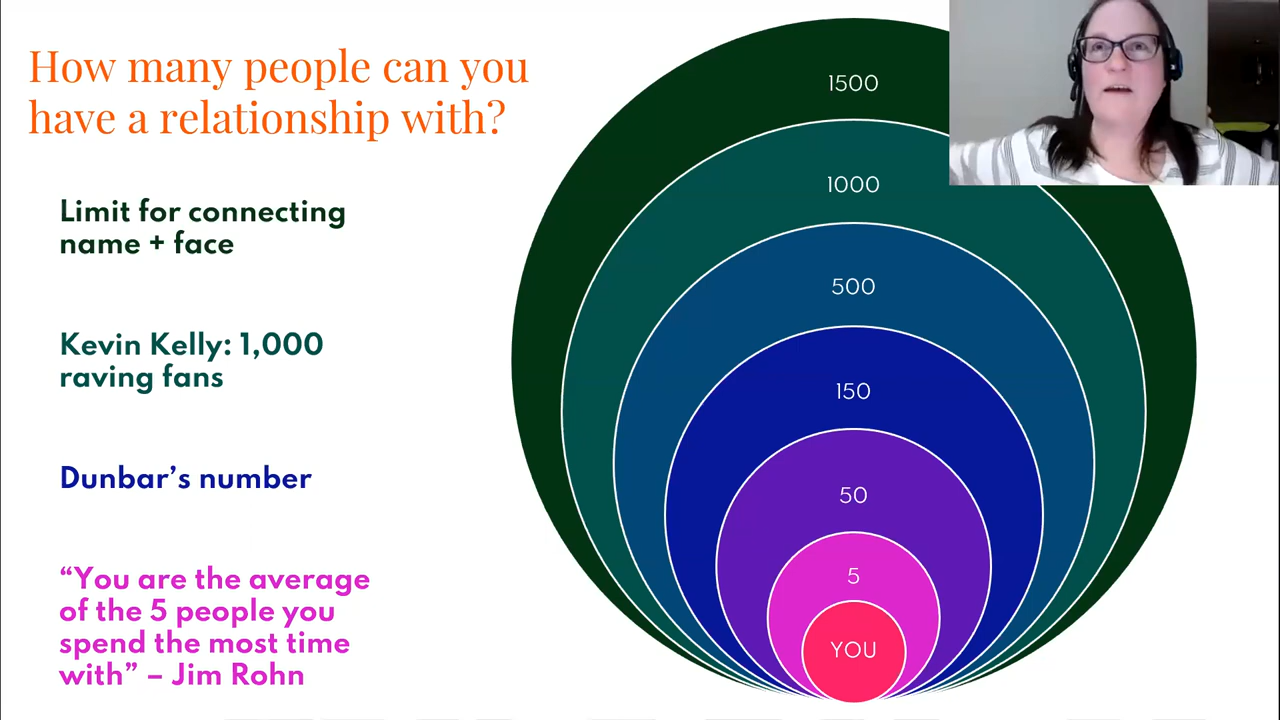 How many people can you
have a relationship with?
Limit for connecting
name + face
Kevin Kelly: 1,000
raving fans
Dunbar’s number
“You are the average
of the 5 people you
spend the most time
with” – Jim Rohn
1500
1000
500
150
50
5
YOU